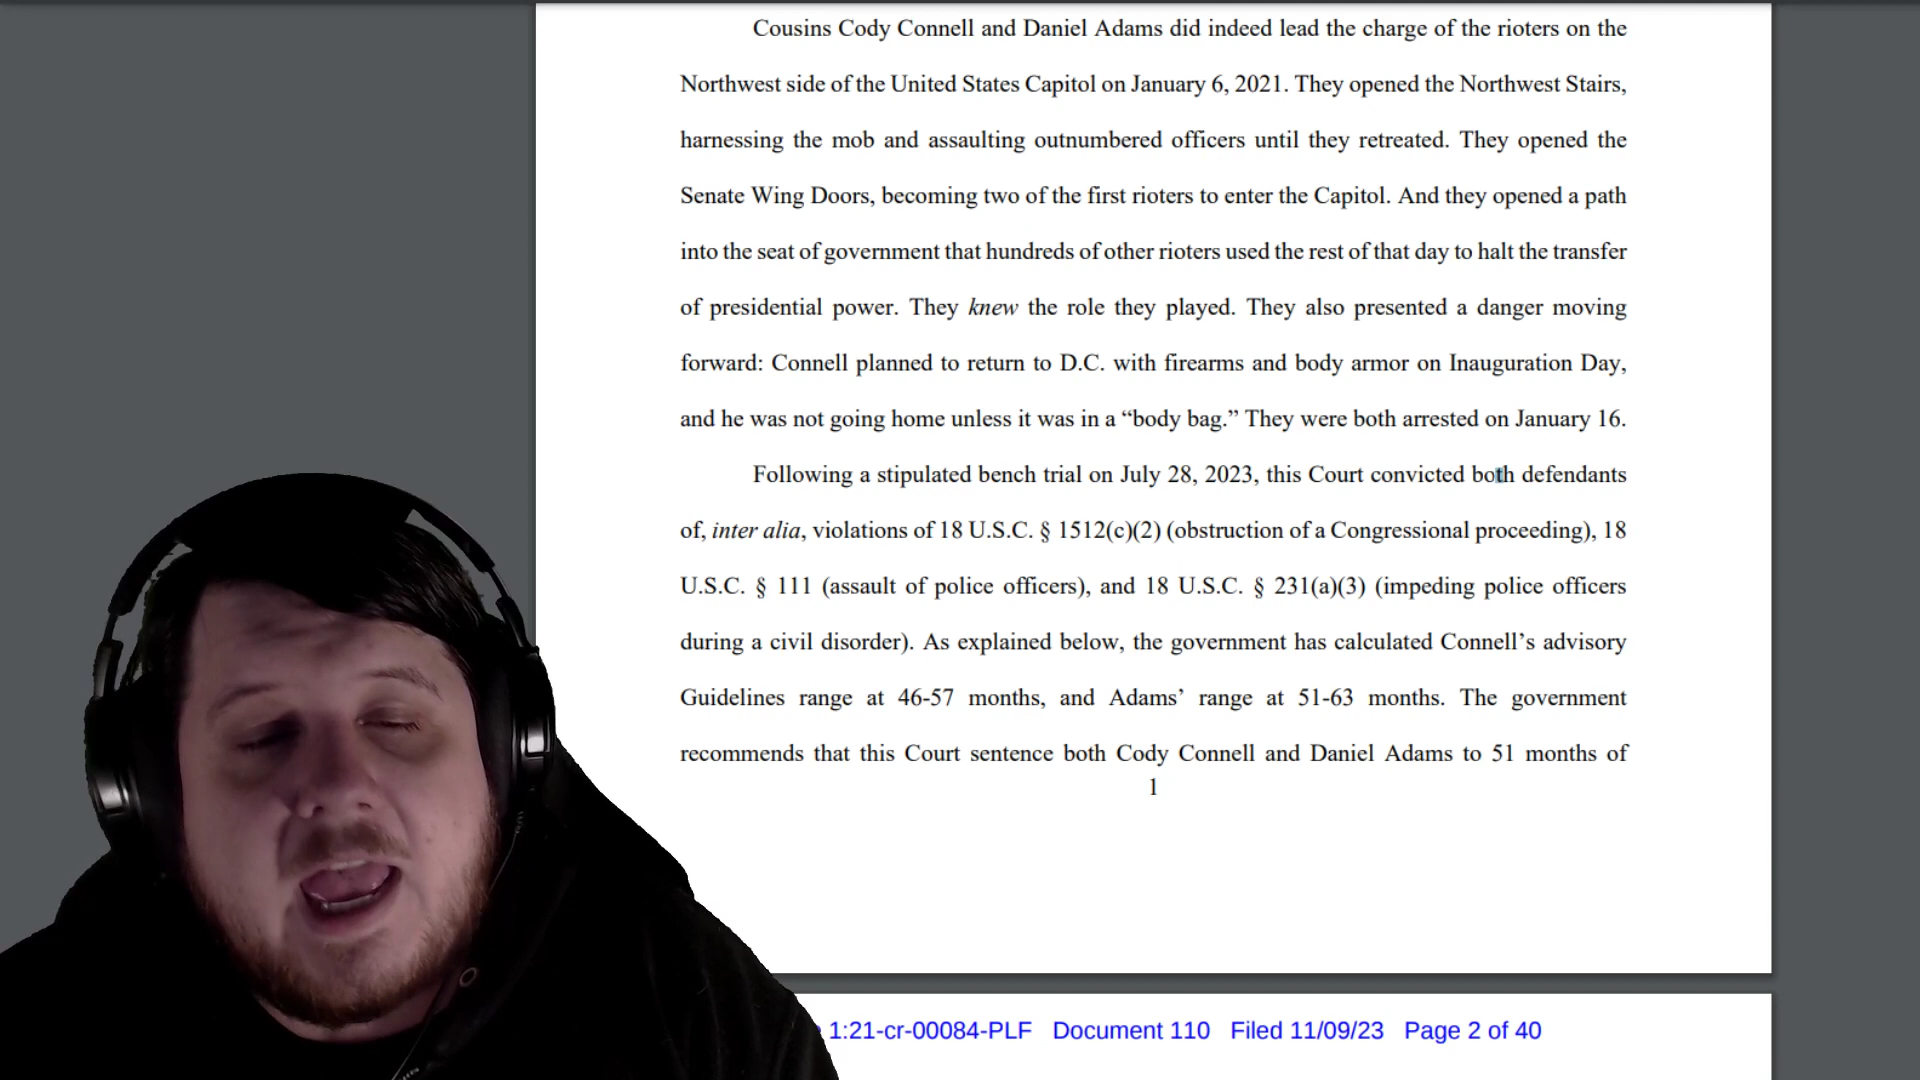 Cousins Cody Connell and Daniel Adams did indeed lead the charge of the rioters on the
Northwest side of the United States Capitol on January 6, 2021. They opened the Northwest Stairs,
harnessing the mob and assaulting outnumbered officers until they retreated. They opened the
Senate Wing Doors, becoming two of the first rioters to enter the Capitol. And they opened a path
into the seat of government that hundreds of other rioters used the rest of that day to halt the transfer
of presidential power. They knew the role they played. They also presented a danger moving
forward: Connell planned to return to D.C. with firearms and body armor on Inauguration Day,
and he was not going home unless it was in a “body bag.” They were both arrested on January 16.
Following a stipulated bench trial on July 28, 2023, this Court convicted both defendants
of, inter alia, violations of 18 U.S.C. § 1512(c)(2) (obstruction of a Congressional proceeding), 18
U.S.C. § 111 (assault of police officers), and 18 U.S.C. § 231(a)(3) (impeding police officers
during a civil disorder). As explained below, the government has calculated Connell’s advisory
Guidelines range at 46-57 months, and Adams’ range at 51-63 months. The government
recommends that this Court sentence both Cody Connell and Daniel Adams to 51 months of
1
1:21-cr-00084-PLF Document 110 Filed 11/09/23 Page 2 of 40